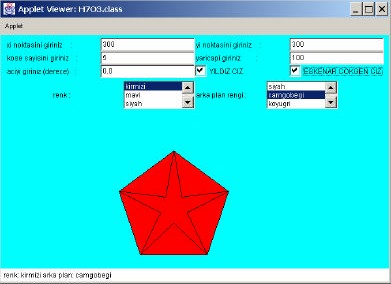 Applet Viewer: H7O3.class
Applet
xi noktasini giriniz : 300 yi noktasini giriniz : 300
kose sayisini giriniz : 5 yaricapi giriniz : 100
aciyi giriniz(derece) : 0.0 YILDIZ CIZ ESKENAR COKGEN CIZ
renk : kirmizi mavi siyah arka plan rengi : siyah camgobegi koyugri
renk: kirmizi arka plan: camgobegi